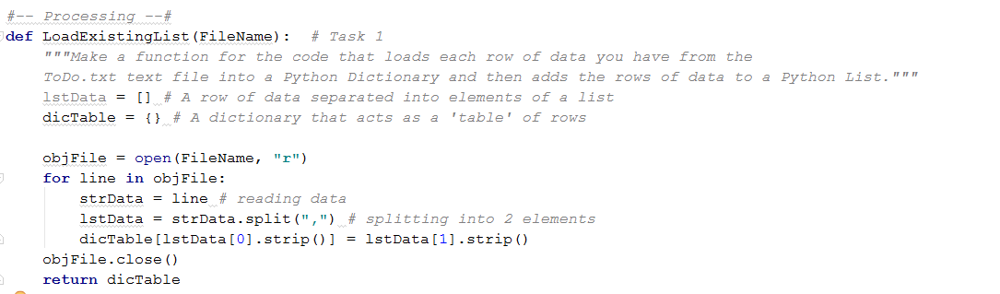 #-- Processing --#
def LoadExistingList(FileName):  # Task 1
    """Make a function for the code that loads each row of data you have from the
    ToDo.txt text file into a Python Dictionary and then adds the rows of data to a Python List."""
    lstData = [] # A row of data separated into elements of a list
    dicTable = {} # A dictionary that acts as a 'table' of rows

    objFile = open(FileName, "r")
    for line in objFile:
        strData = line # reading data
        lstData = strData.split(",") # splitting into 2 elements
        dicTable[lstData[0].strip()] = lstData[1].strip()
    objFile.close()
    return dicTable